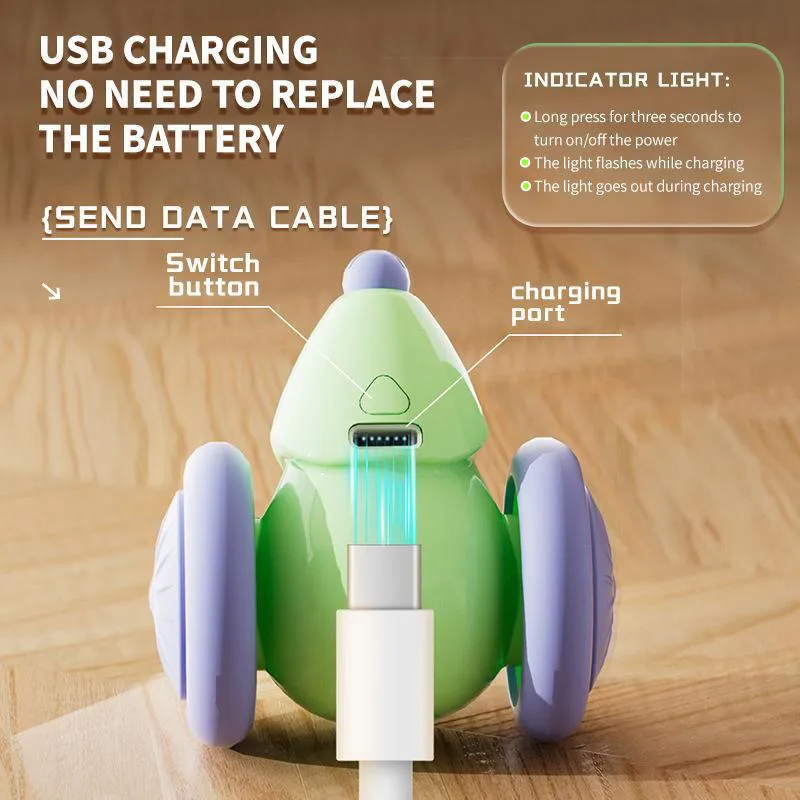 USB CHARGING
NO NEED TO REPLACE
THE BATTERY
INDICATOR LIGHT:
Long press for three seconds to
turn on/off the power
The light flashes while charging
The light goes out during charging
{SEND DATA CABLE}
Switch
button
charging
port